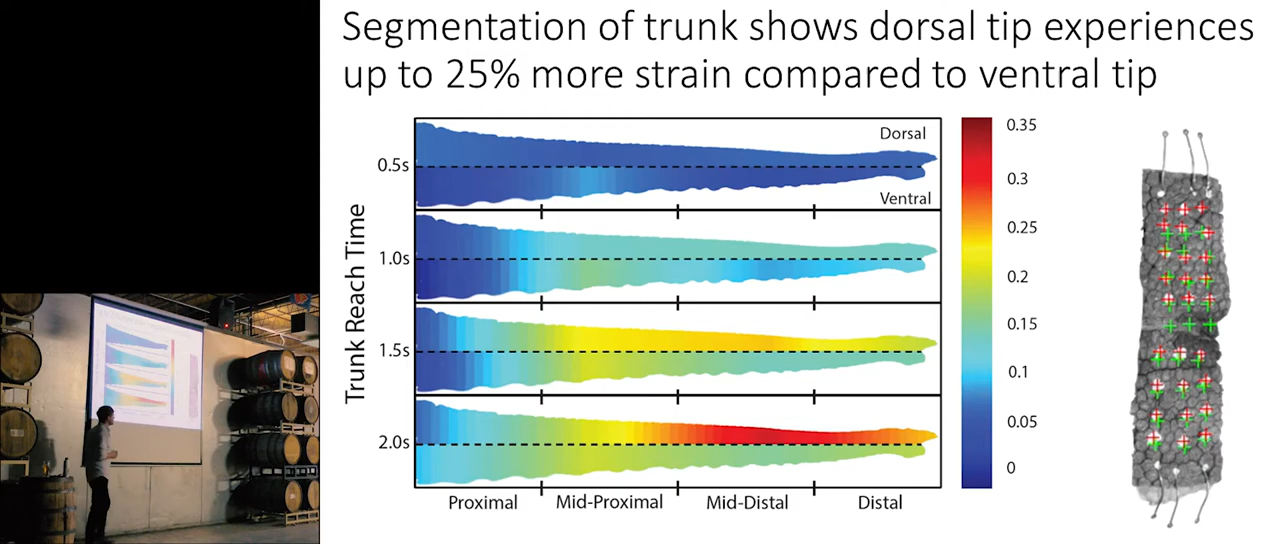 Segmentation of trunk shows dorsal tip experiences
up to 25% more strain compared to ventral tip
Trunk Reach Time
0.5s
1.0s
1.5s
2.0s
Dorsal
Ventral
Proximal
Mid-Proximal
Mid-Distal
Distal
0.35
0.3
0.25
0.2
0.15
0.1
0.05
0